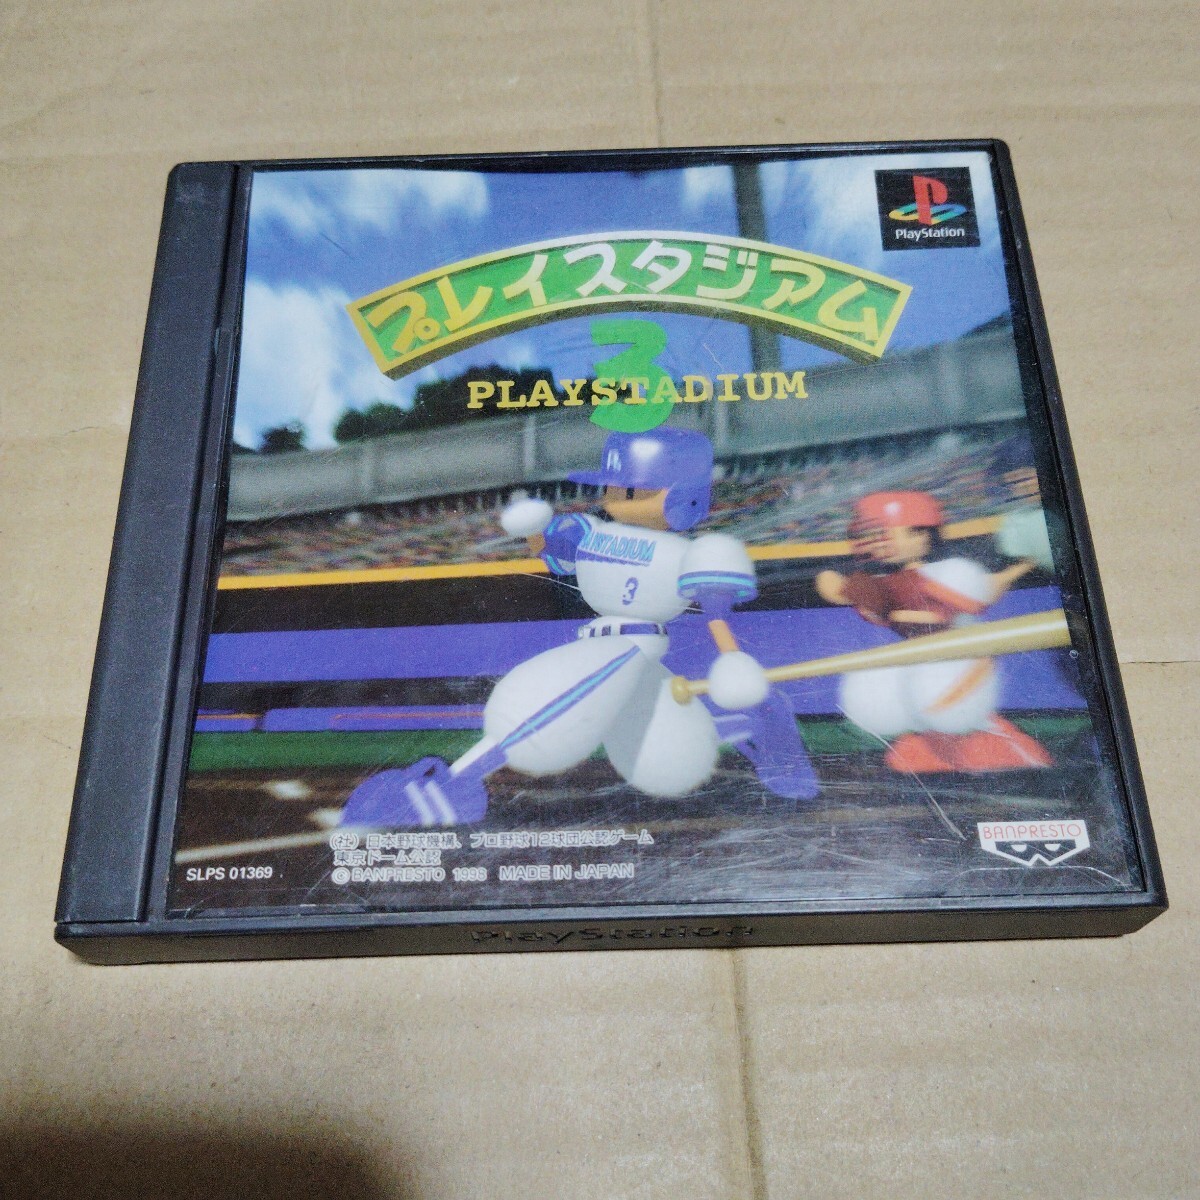 PlayStation
プレイスタジアム
3
PLAYSTADIUM
3
BANPRESTO
(社)日本野球機構、プロ野球12球団公認ゲーム
東京ドーム公認
©BANPRESTO 1998 MADE IN JAPAN
SLPS 01369
PlayStation